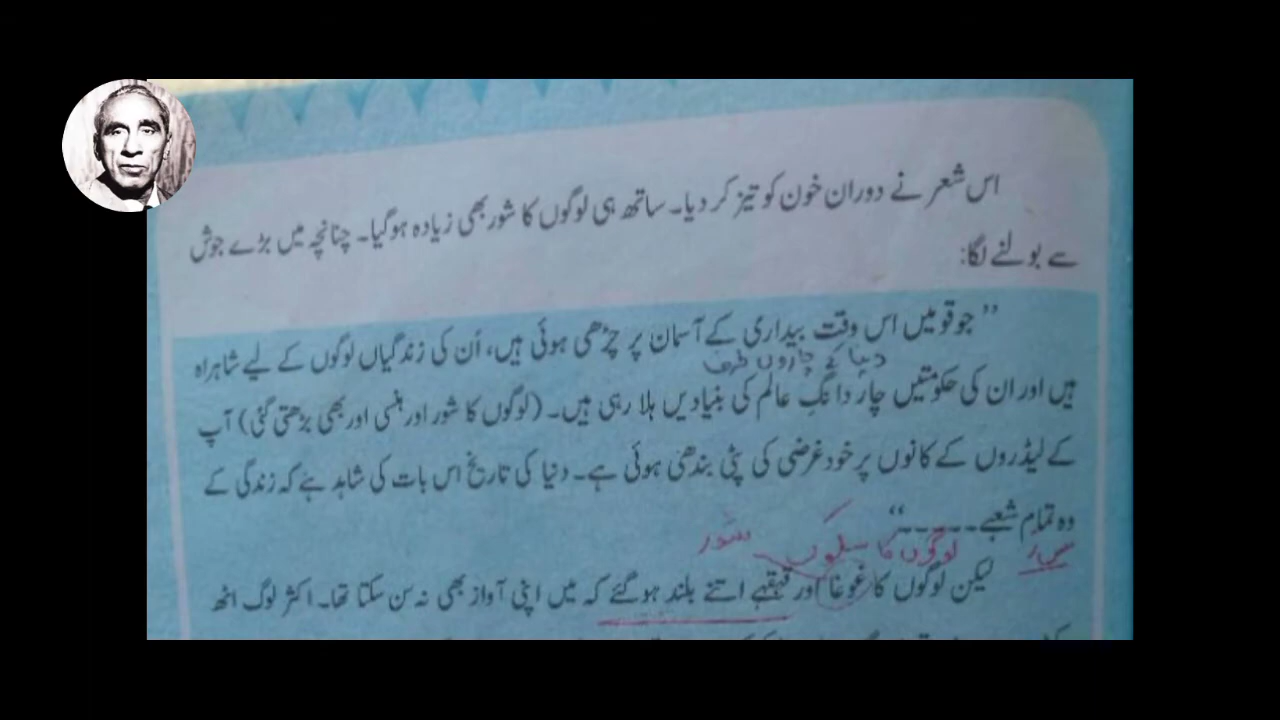 اس شعر نے دوران خون کو تیز کر دیا۔ ساتھ ہی لوگوں کا شور بھی زیادہ ہوگیا۔ چنانچہ میں بڑے جوش
سے بولنے لگا:
” جو قومیں اس وقت بیداری کے آسمان پر چڑھی ہوئی ہیں، اُن کی زندگیاں لوگوں کے لیے شاہراہ
دنیا کے چاروں طرف
ہیں اور ان کی حکومتیں چار دانگِ عالم کی بنیادیں ہلا رہی ہیں۔ (لوگوں کا شور اور ہنسی اور بھی بڑھتی گئی) آپ
کے لیڈروں کے کانوں پر خود غرضی کی پٹی بندھی ہوئی ہے۔ دنیا کی تاریخ اس بات کی شاہد ہے کہ زندگی کے
وہ تمام شعبے۔۔۔۔۔“
لوگوں کا شور
لیکن لوگوں کا غوغا اور قہقہے اتنے بلند ہوگئے کہ میں اپنی آواز بھی نہ سن سکتا تھا۔ اکثر لوگ اٹھ